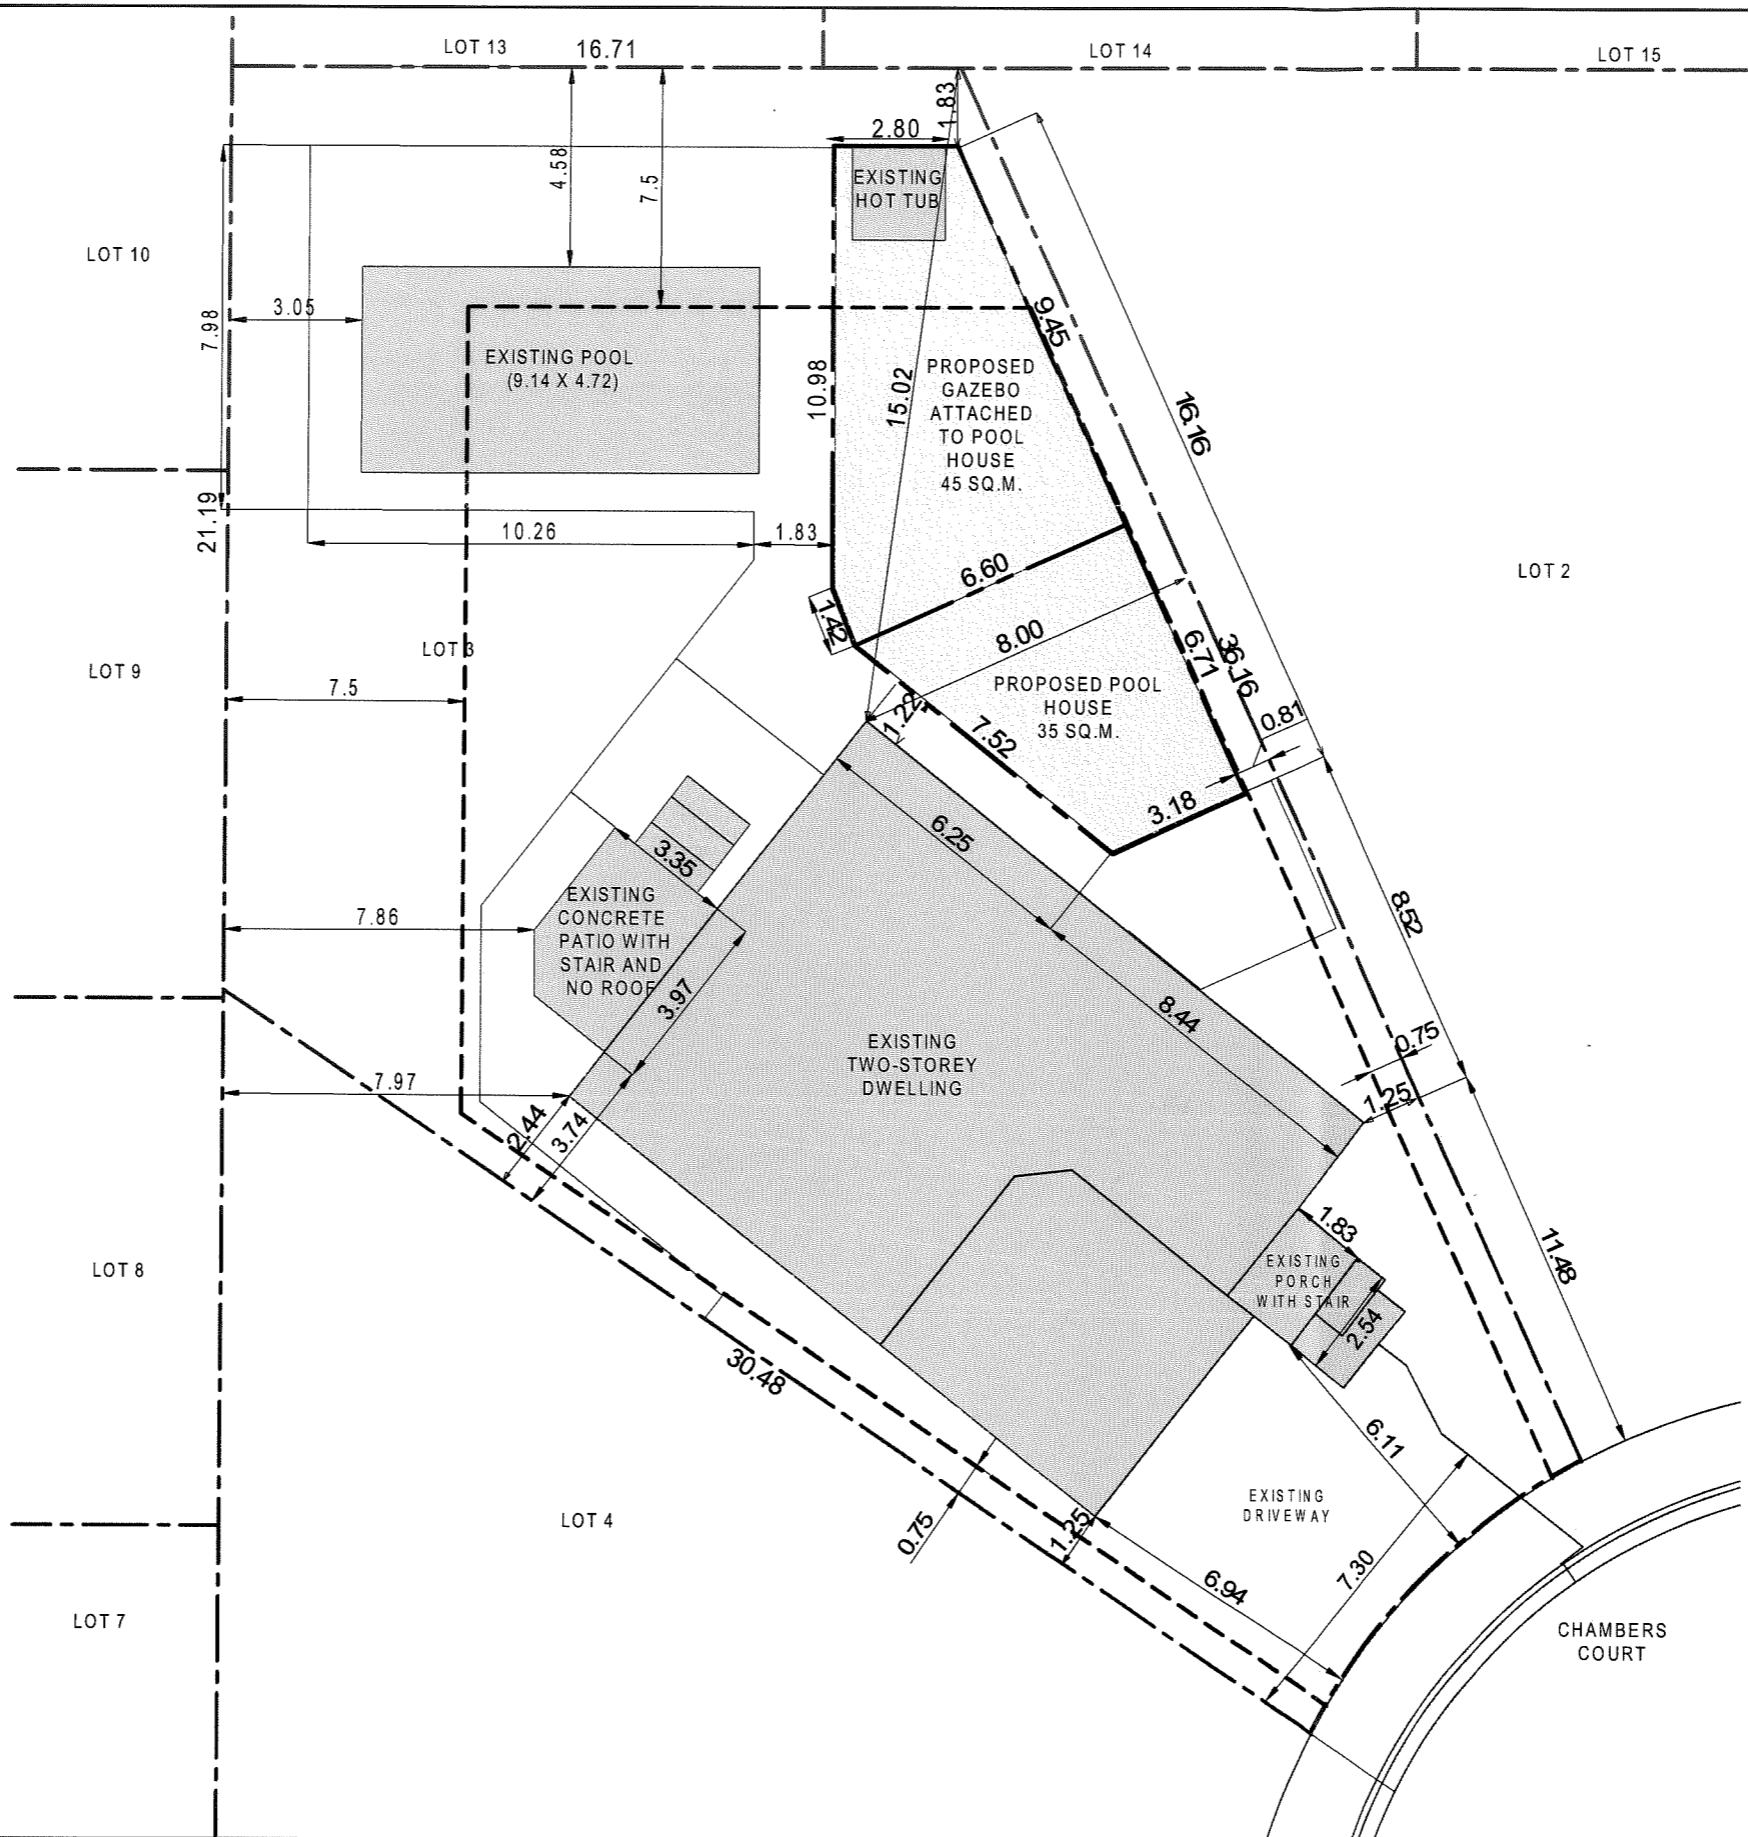 LOT 13
16.71
LOT 14
LOT 15
1.83
2.80
4.58
7.5
EXISTING
HOT TUB
LOT 10
7.98
3.05
EXISTING POOL
(9.14 X 4.72)
10.98
15.02
9.45
PROPOSED
GAZEBO
ATTACHED
TO POOL
HOUSE
45 SQ.M.
16.16
21.19
10.26
1.83
6.60
LOT 2
1.42
8.00
LOT 9
LOT 3
7.5
6.71
36.16
PROPOSED POOL
HOUSE
35 SQ.M.
0.81
1.22
7.52
3.18
6.25
3.35
EXISTING
CONCRETE
PATIO WITH
STAIR AND
NO ROOF
7.86
8.52
3.97
8.44
EXISTING
TWO-STOREY
DWELLING
0.75
7.97
1.25
2.44
3.74
1.83
11.48
LOT 8
EXISTING
PORCH
WITH STAIR
2.54
30.48
6.11
EXISTING
DRIVEWAY
LOT 4
0.75
1.25
7.30
6.94
LOT 7
CHAMBERS
COURT